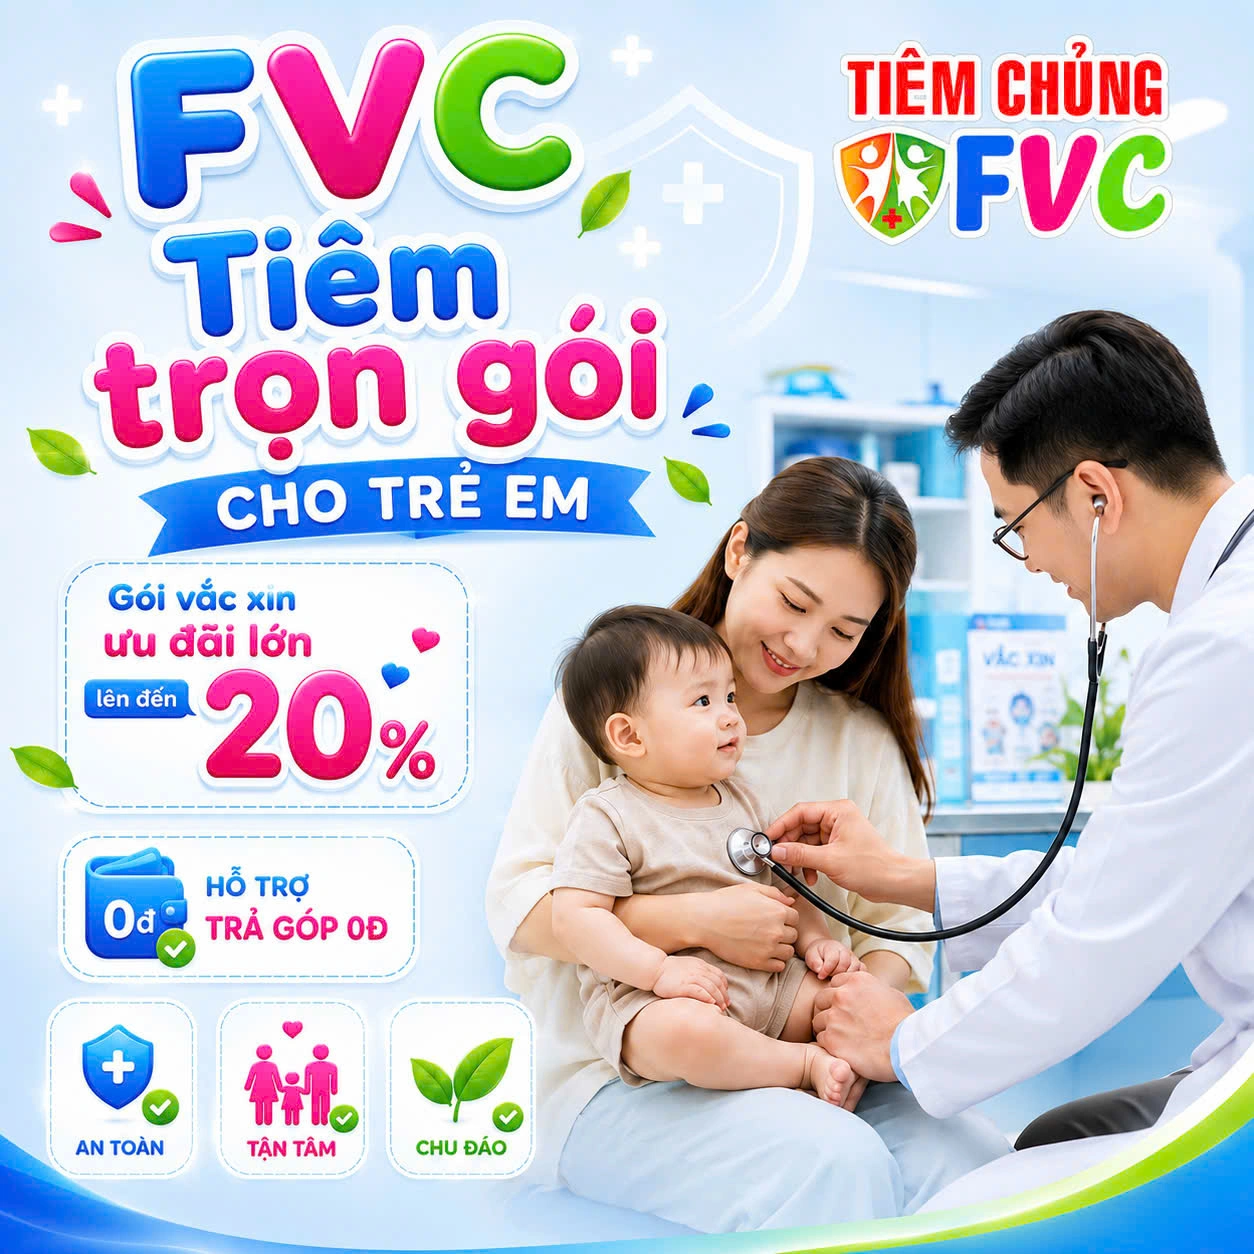 FVC
Tiêm
trọn gói
CHO TRẺ EM
TIÊM CHỦNG
FVC
Gói vắc xin
ưu đãi lớn
lên đến
20%
0đ
HỖ TRỢ
TRẢ GÓP 0Đ
AN TOÀN
TẬN TÂM
CHU ĐÁO
VẮC XIN